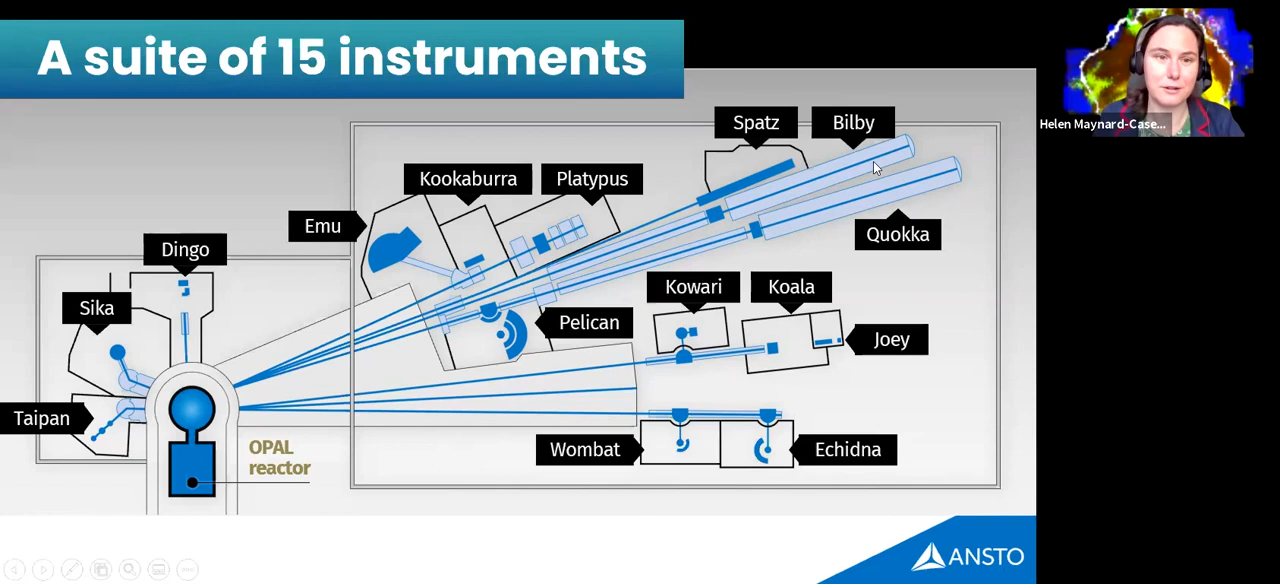 A suite of 15 instruments
Helen Maynard-Case...
Spatz
Bilby
Kookaburra
Platypus
Emu
Quokka
Dingo
Kowari
Koala
Sika
Pelican
Joey
Taipan
OPAL
reactor
Wombat
Echidna
ANSTO